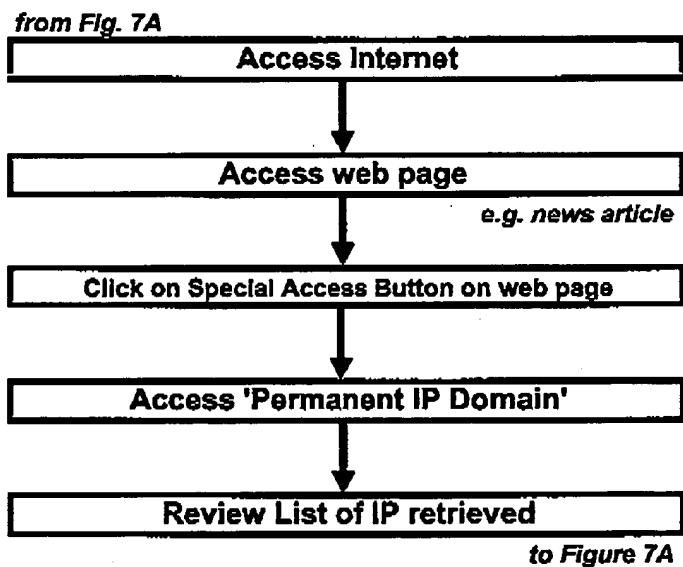 from Fig. 7A
Access Internet
Access web page
e.g. news article
Click on Special Access Button on web page
Access 'Permanent IP Domain'
Review List of IP retrieved
to Figure 7A